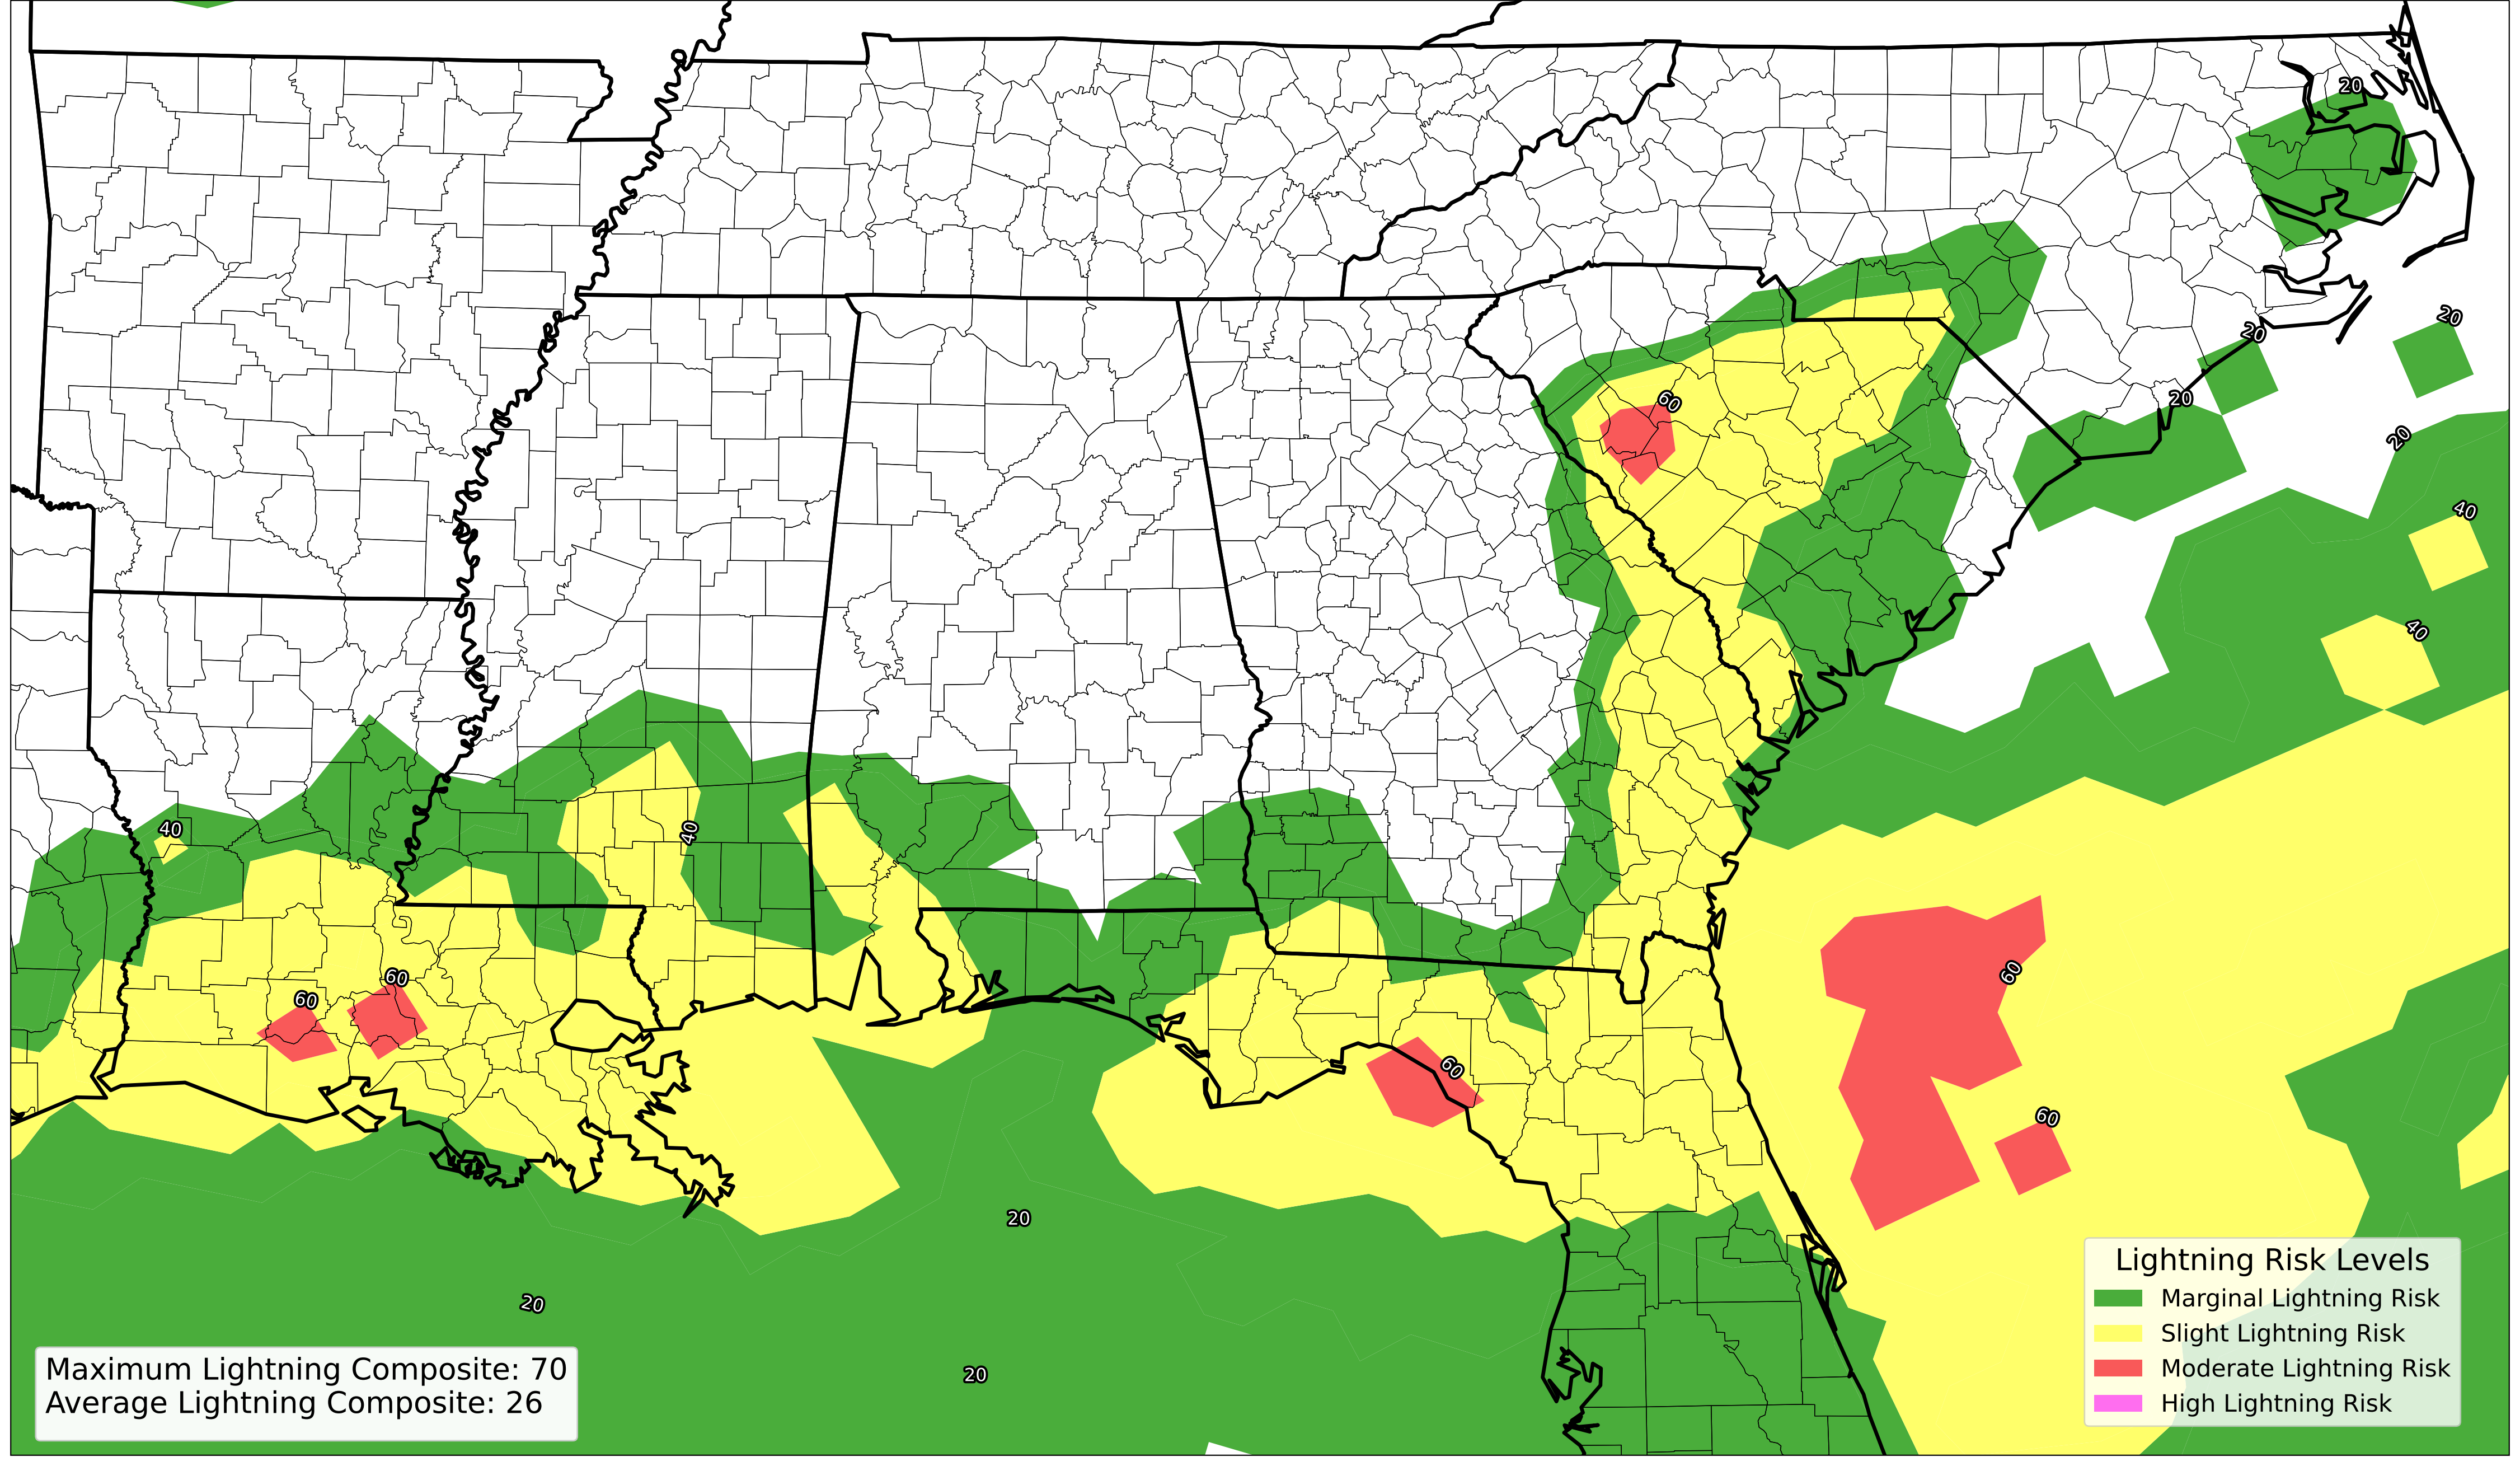 20
20
20
20
20
60
40
40
40
40
60
60
60
60
60
20
20
20
Lightning Risk Levels
Marginal Lightning Risk
Slight Lightning Risk
Moderate Lightning Risk
High Lightning Risk
Maximum Lightning Composite: 70
Average Lightning Composite: 26